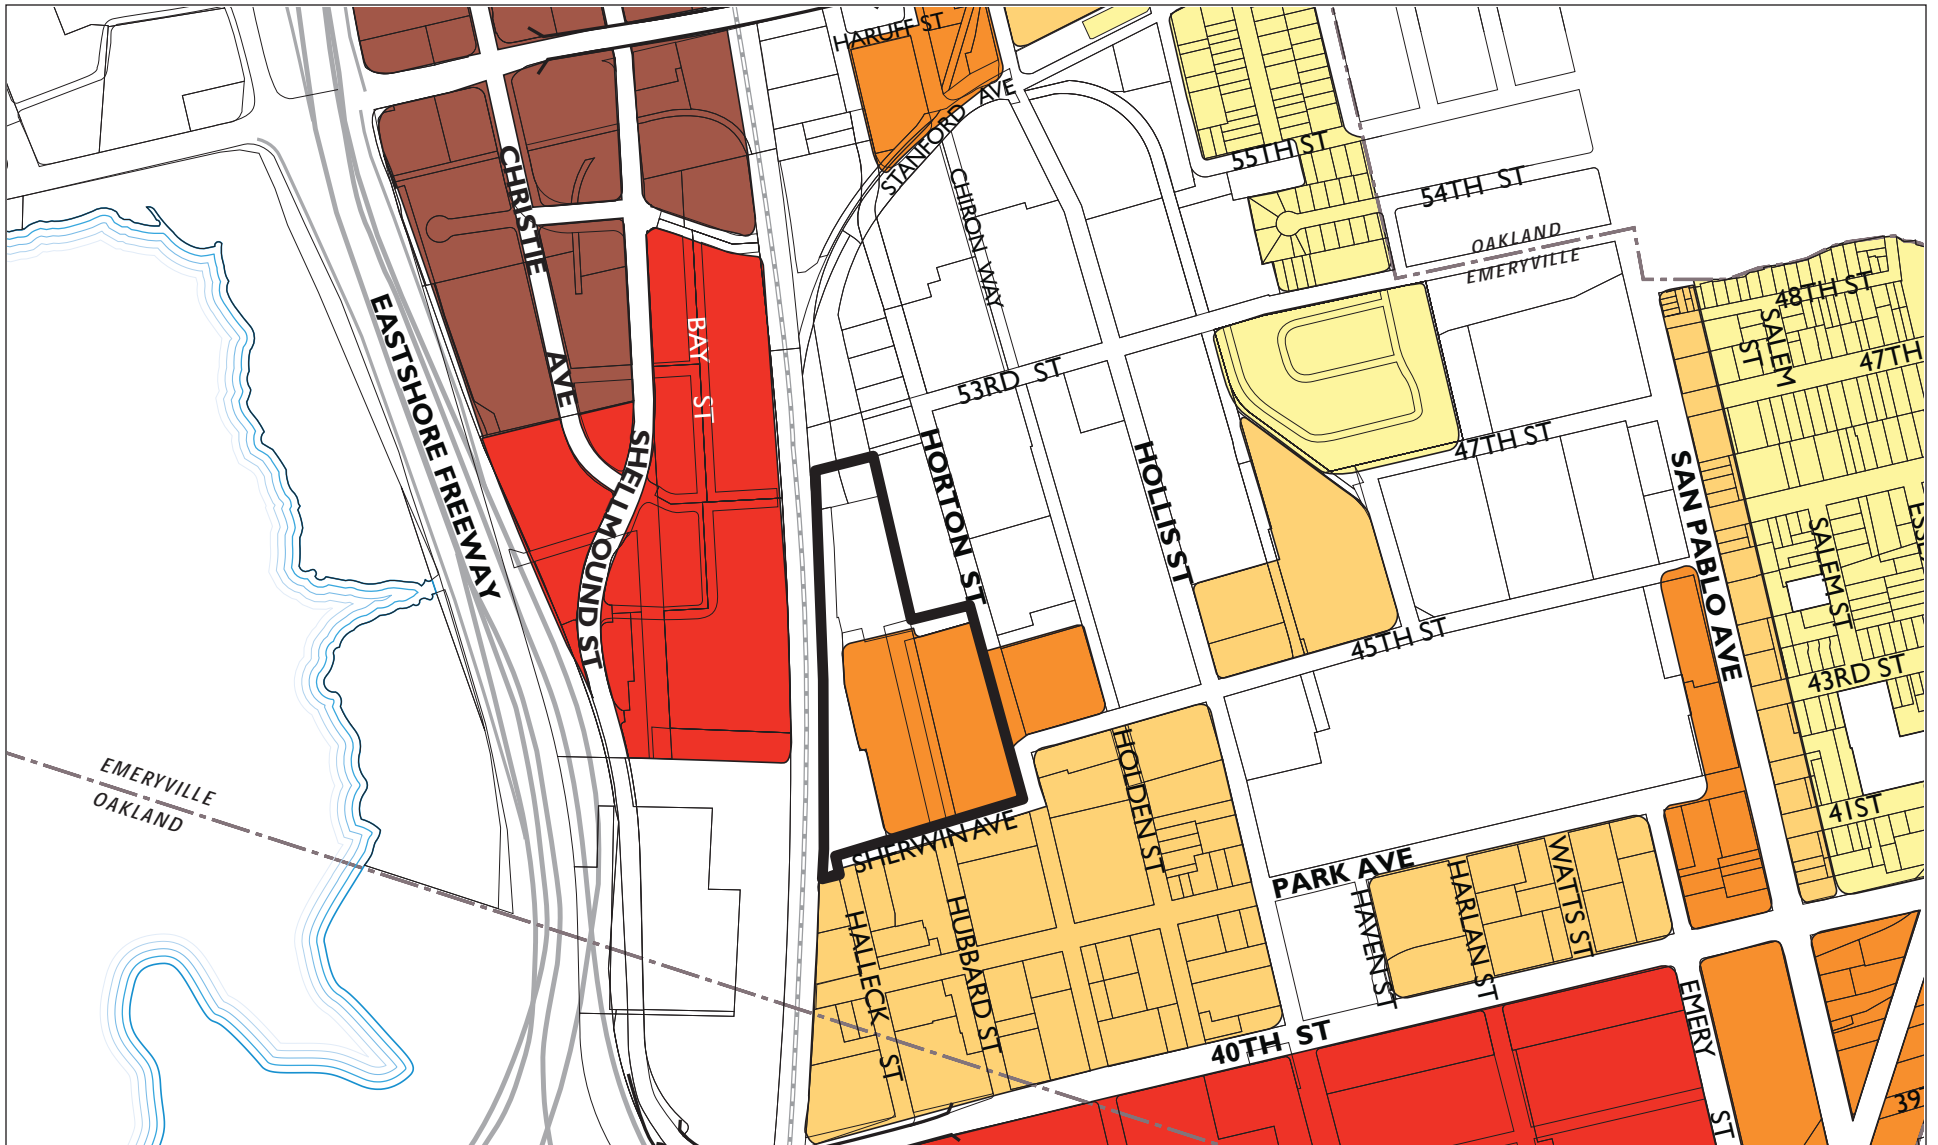 HARUFF ST
STANFORD AVE
55TH ST
54TH ST
OAKLAND
EMERYVILLE
CHRISTIE AVE
CHIRON WAY
48TH ST
SALEM ST
47TH
EASTSHORE FREEWAY
BAY ST
53RD ST
SHELLMOUND ST
HORTON ST
HOLLIS ST
47TH ST
SAN PABLO AVE
SALEM ST
45TH ST
43RD ST
EMERYVILLE
OAKLAND
SHERWIN AVE
HOLDEN ST
41ST
PARK AVE
HALLECK ST
HUBBARD ST
HAVEN ST
HARLAN ST
WATTS ST
40TH ST
EMERY ST
39